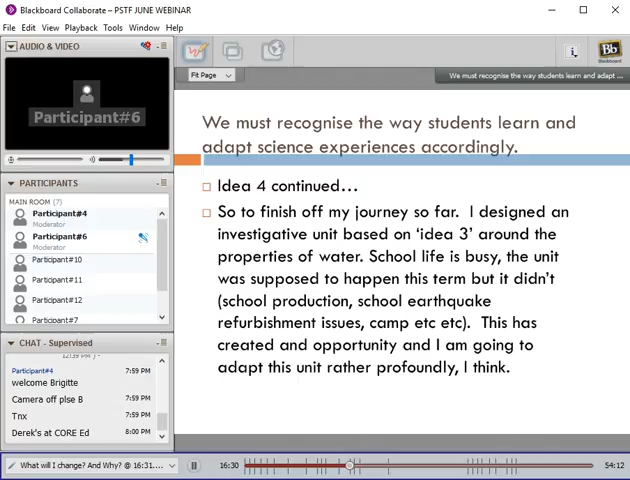 Blackboard Collaborate - PSTF JUNE WEBINAR
File Edit View Playback Tools Window Help
AUDIO & VIDEO
Participant#6
Fit Page
i
Bb
Blackboard
We must recognise the way students learn and adapt ...
PARTICIPANTS
MAIN ROOM (7)
Participant#4
Moderator
Participant#6
Moderator
Participant#10
Participant#11
Participant#12
Participant#7
CHAT - Supervised
Participant#4 7:59 PM
welcome Brigitte
Camera off plse B 7:59 PM
Tnx 7:59 PM
Derek's at CORE Ed 8:00 PM
We must recognise the way students learn and
adapt science experiences accordingly.
Idea 4 continued…
So to finish off my journey so far. I designed an
investigative unit based on ‘idea 3’ around the
properties of water. School life is busy, the unit
was supposed to happen this term but it didn’t
(school production, school earthquake
refurbishment issues, camp etc etc). This has
created and opportunity and I am going to
adapt this unit rather profoundly, I think.
What will I change? And Why? @ 16:31....
16:30
54:12